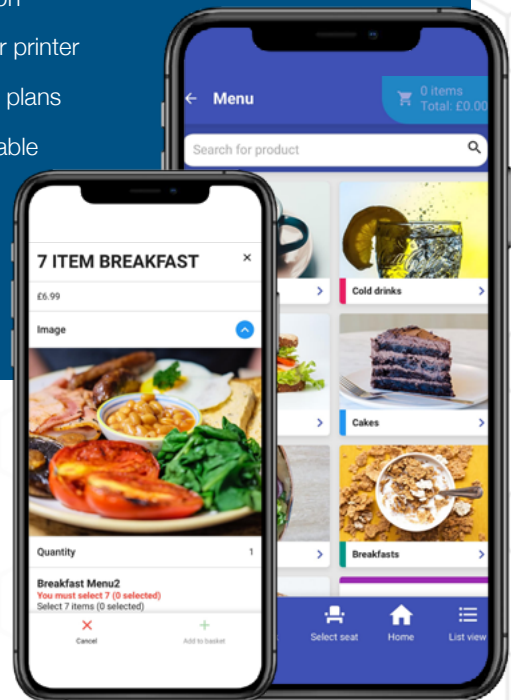 on
r printer
plans
able
Menu
0 items
Total: £0.00
Search for product
Cold drinks
Cakes
Breakfasts
Select seat
Home
List view
7 ITEM BREAKFAST
£6.99
Image
Quantity 1
Breakfast Menu2
You must select 7 (0 selected)
Select 7 items (0 selected)
Cancel
Add to basket